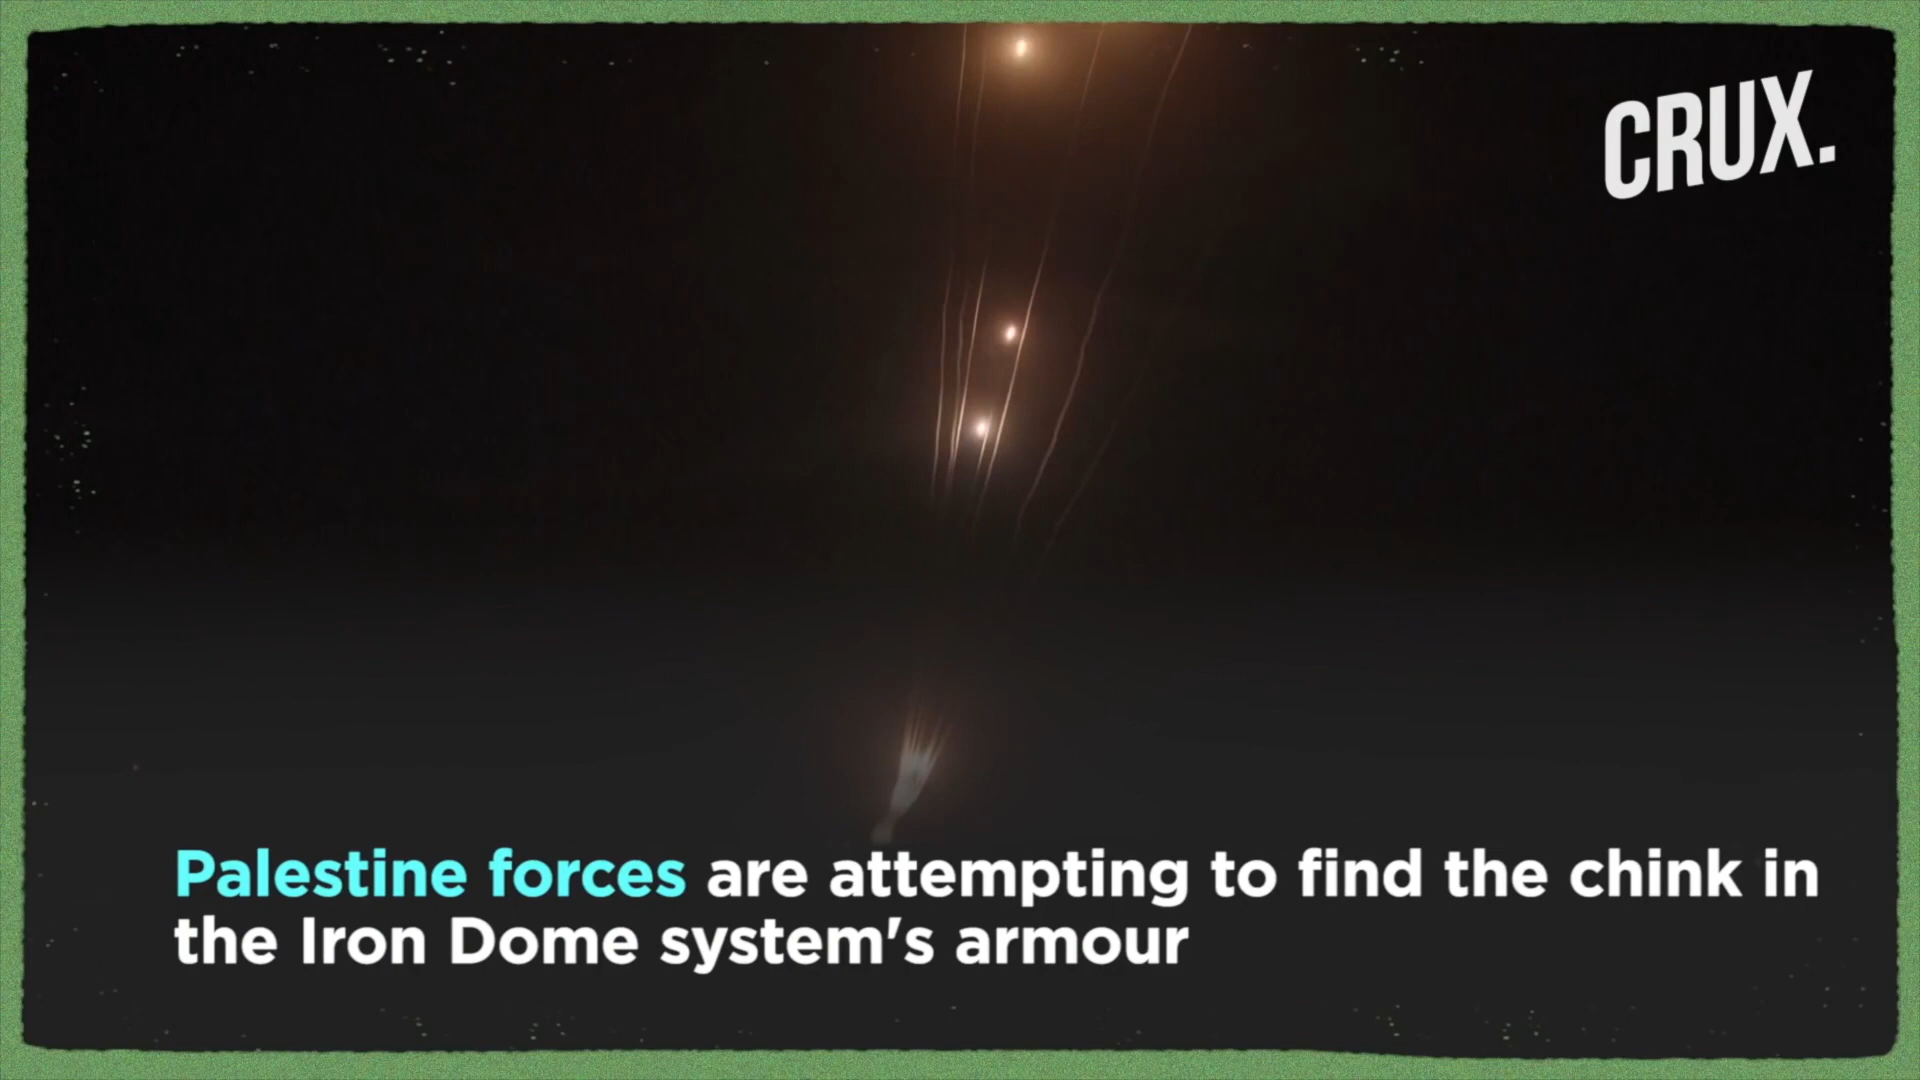 CRUX.
Palestine forces are attempting to find the chink in
the Iron Dome system's armour